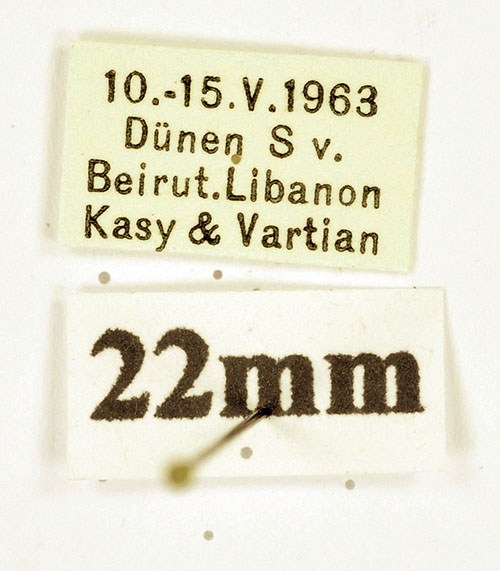 10.-15.V.1963
Dünen S v.
Beirut.Libanon
Kasy & Vartian
22mm